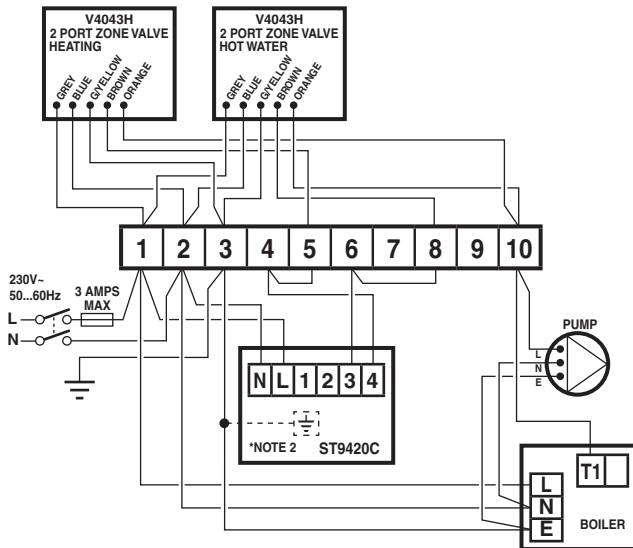 V4043H
2 PORT ZONE VALVE
HEATING
GREY
BLUE
G/YELLOW
BROWN
ORANGE
V4043H
2 PORT ZONE VALVE
HOT WATER
GREY
BLUE
G/YELLOW
BROWN
ORANGE
1 2 3 4 5 6 7 8 9 10
230V~
50...60Hz
3 AMPS
MAX
L
N
PUMP
L
N
E
N L 1 2 3 4
*NOTE 2 ST9420C
T1
L
N
E
BOILER